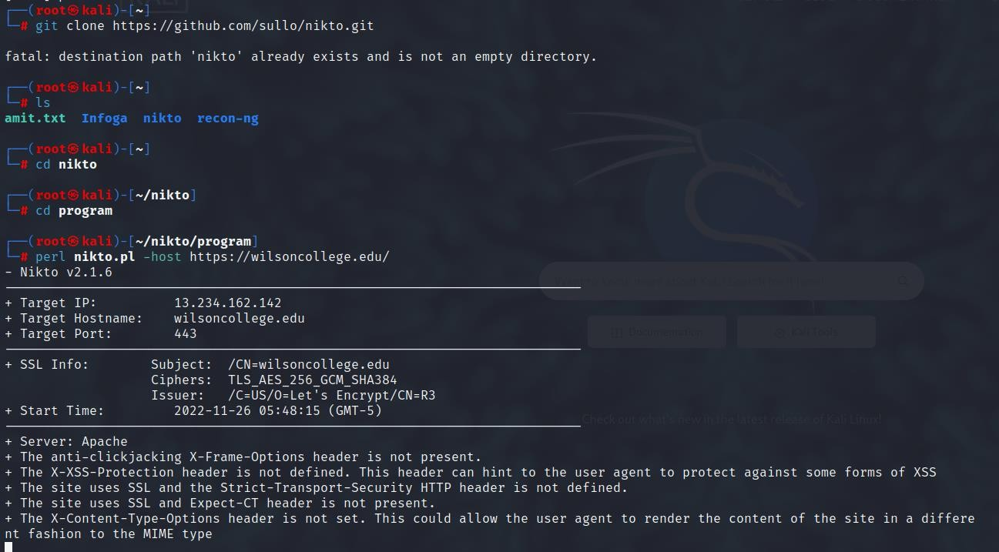 ┌──(root㉿kali)-[~]
└─# git clone https://github.com/sullo/nikto.git
fatal: destination path 'nikto' already exists and is not an empty directory.
┌──(root㉿kali)-[~]
└─# ls
amit.txt  Infoga  nikto  recon-ng
┌──(root㉿kali)-[~]
└─# cd nikto
┌──(root㉿kali)-[~/nikto]
└─# cd program
┌──(root㉿kali)-[~/nikto/program]
└─# perl nikto.pl -host https://wilsoncollege.edu/
- Nikto v2.1.6
+ Target IP:          13.234.162.142
+ Target Hostname:    wilsoncollege.edu
+ Target Port:        443
+ SSL Info:        Subject:  /CN=wilsoncollege.edu
                   Ciphers:  TLS_AES_256_GCM_SHA384
                   Issuer:   /C=US/O=Let's Encrypt/CN=R3
+ Start Time:         2022-11-26 05:48:15 (GMT-5)
+ Server: Apache
+ The anti-clickjacking X-Frame-Options header is not present.
+ The X-XSS-Protection header is not defined. This header can hint to the user agent to protect against some forms of XSS
+ The site uses SSL and the Strict-Transport-Security HTTP header is not defined.
+ The site uses SSL and Expect-CT header is not present.
+ The X-Content-Type-Options header is not set. This could allow the user agent to render the content of the site in a differe
nt fashion to the MIME type
Documentation
Kali Tools
Check out what's new in the latest release of Kali Linux!